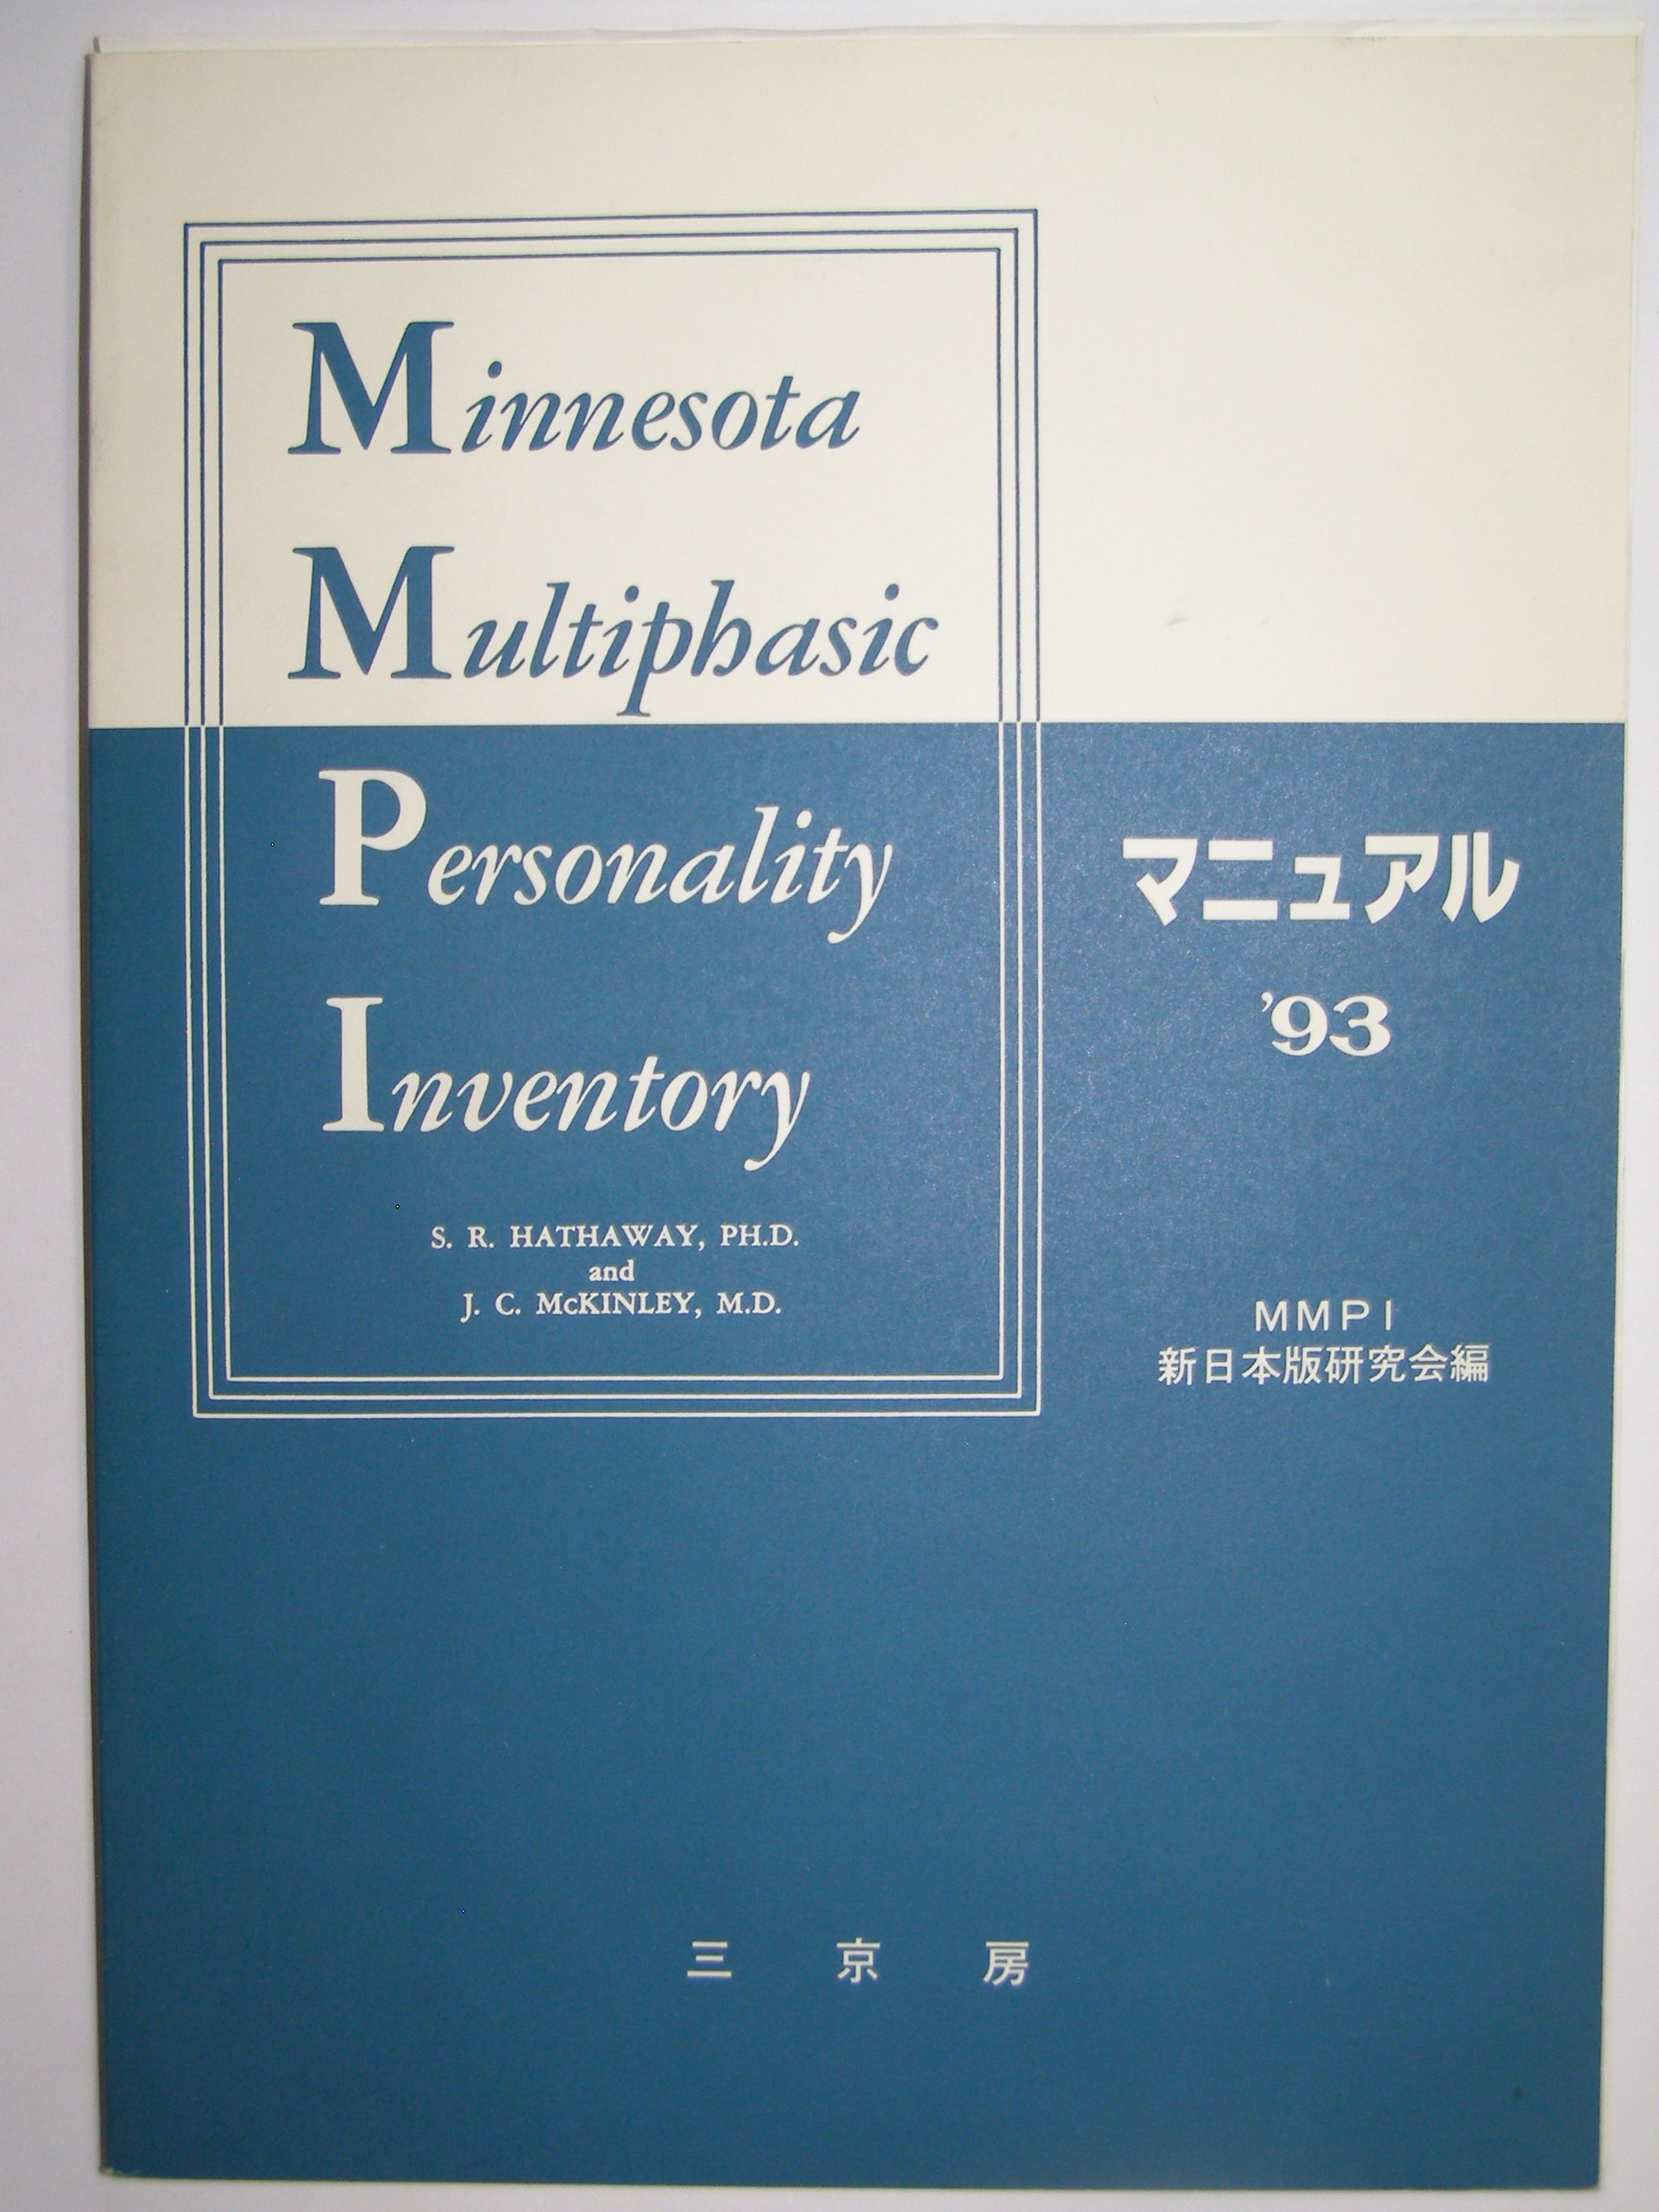 Minnesota
Multiphasic
Personality
Inventory
S. R. HATHAWAY, PH.D.
and
J. C. McKINLEY, M.D.
マニュアル
'93
MMPI
新日本版研究会編
三京房